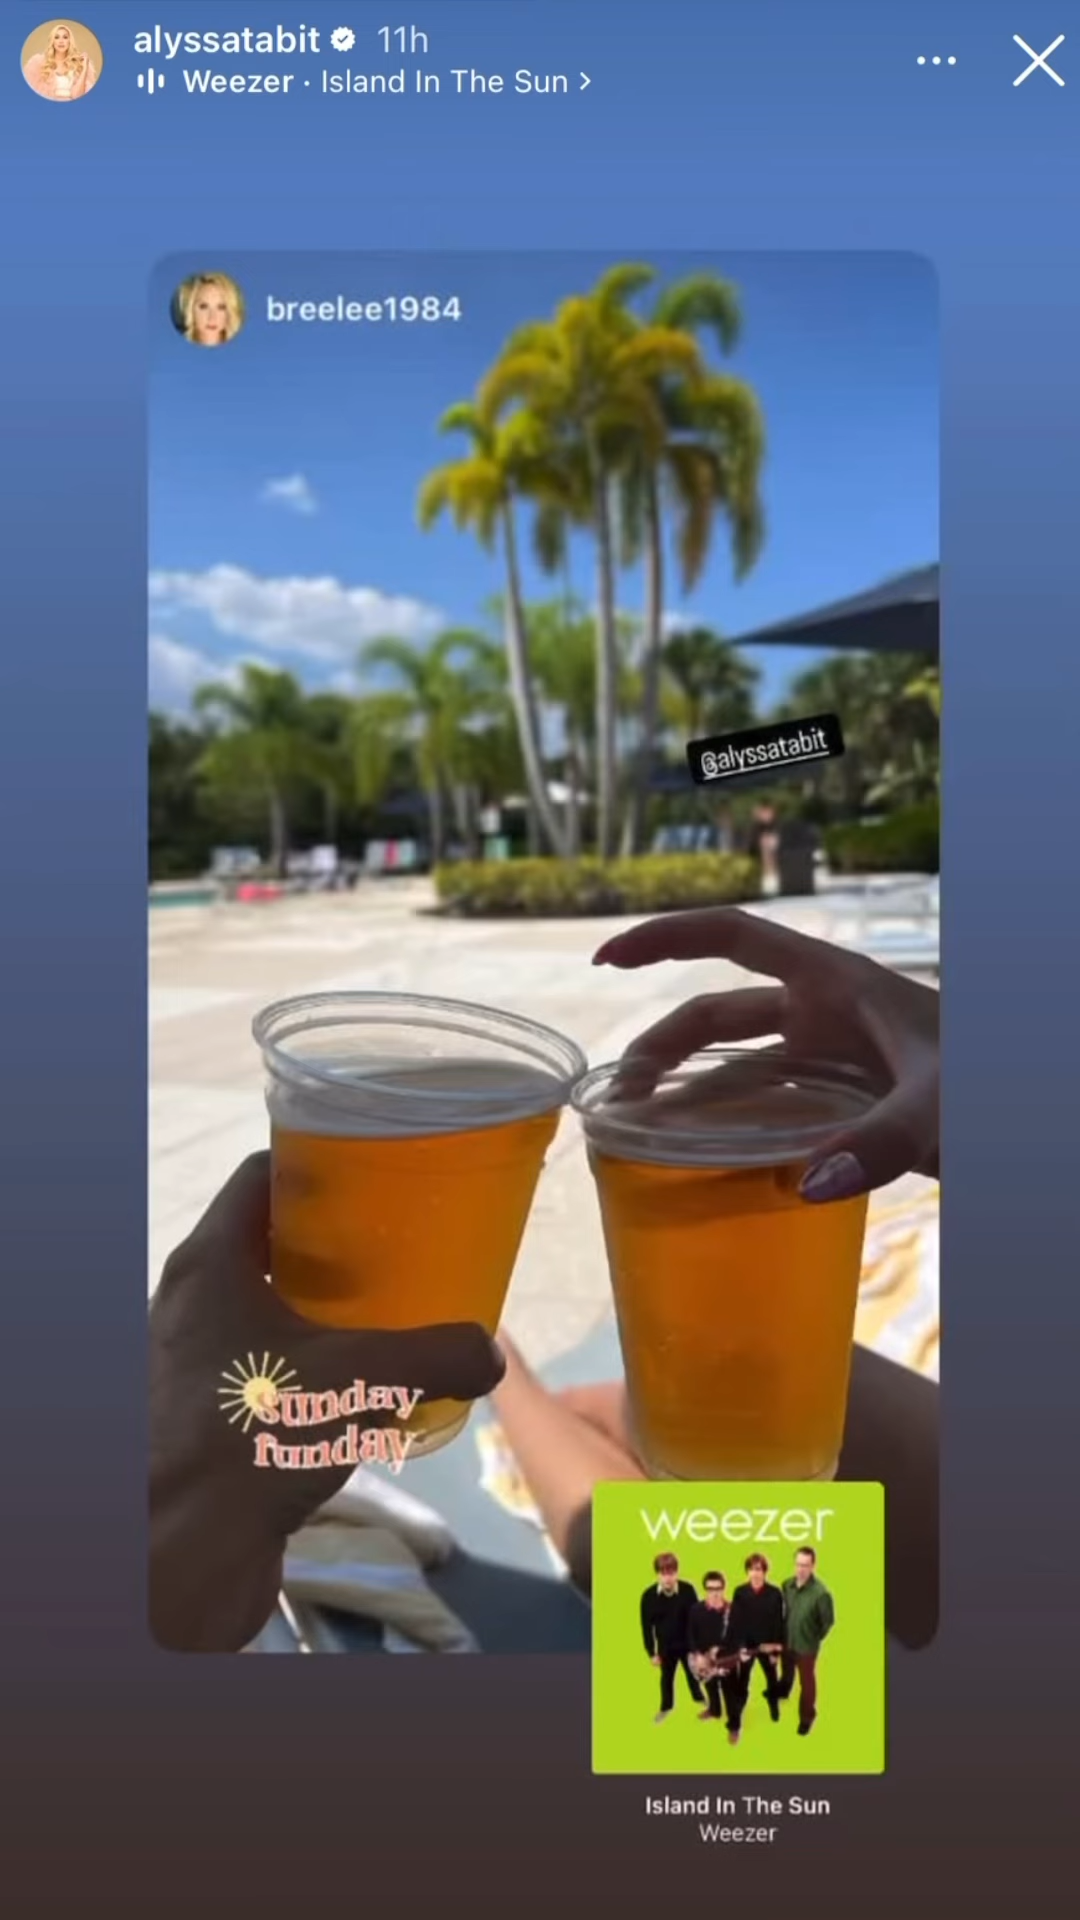 alyssatabit 11h
Weezer · Island In The Sun >
breelee1984
@alyssatabit
sunday
funday
weezer
Island In The Sun
Weezer